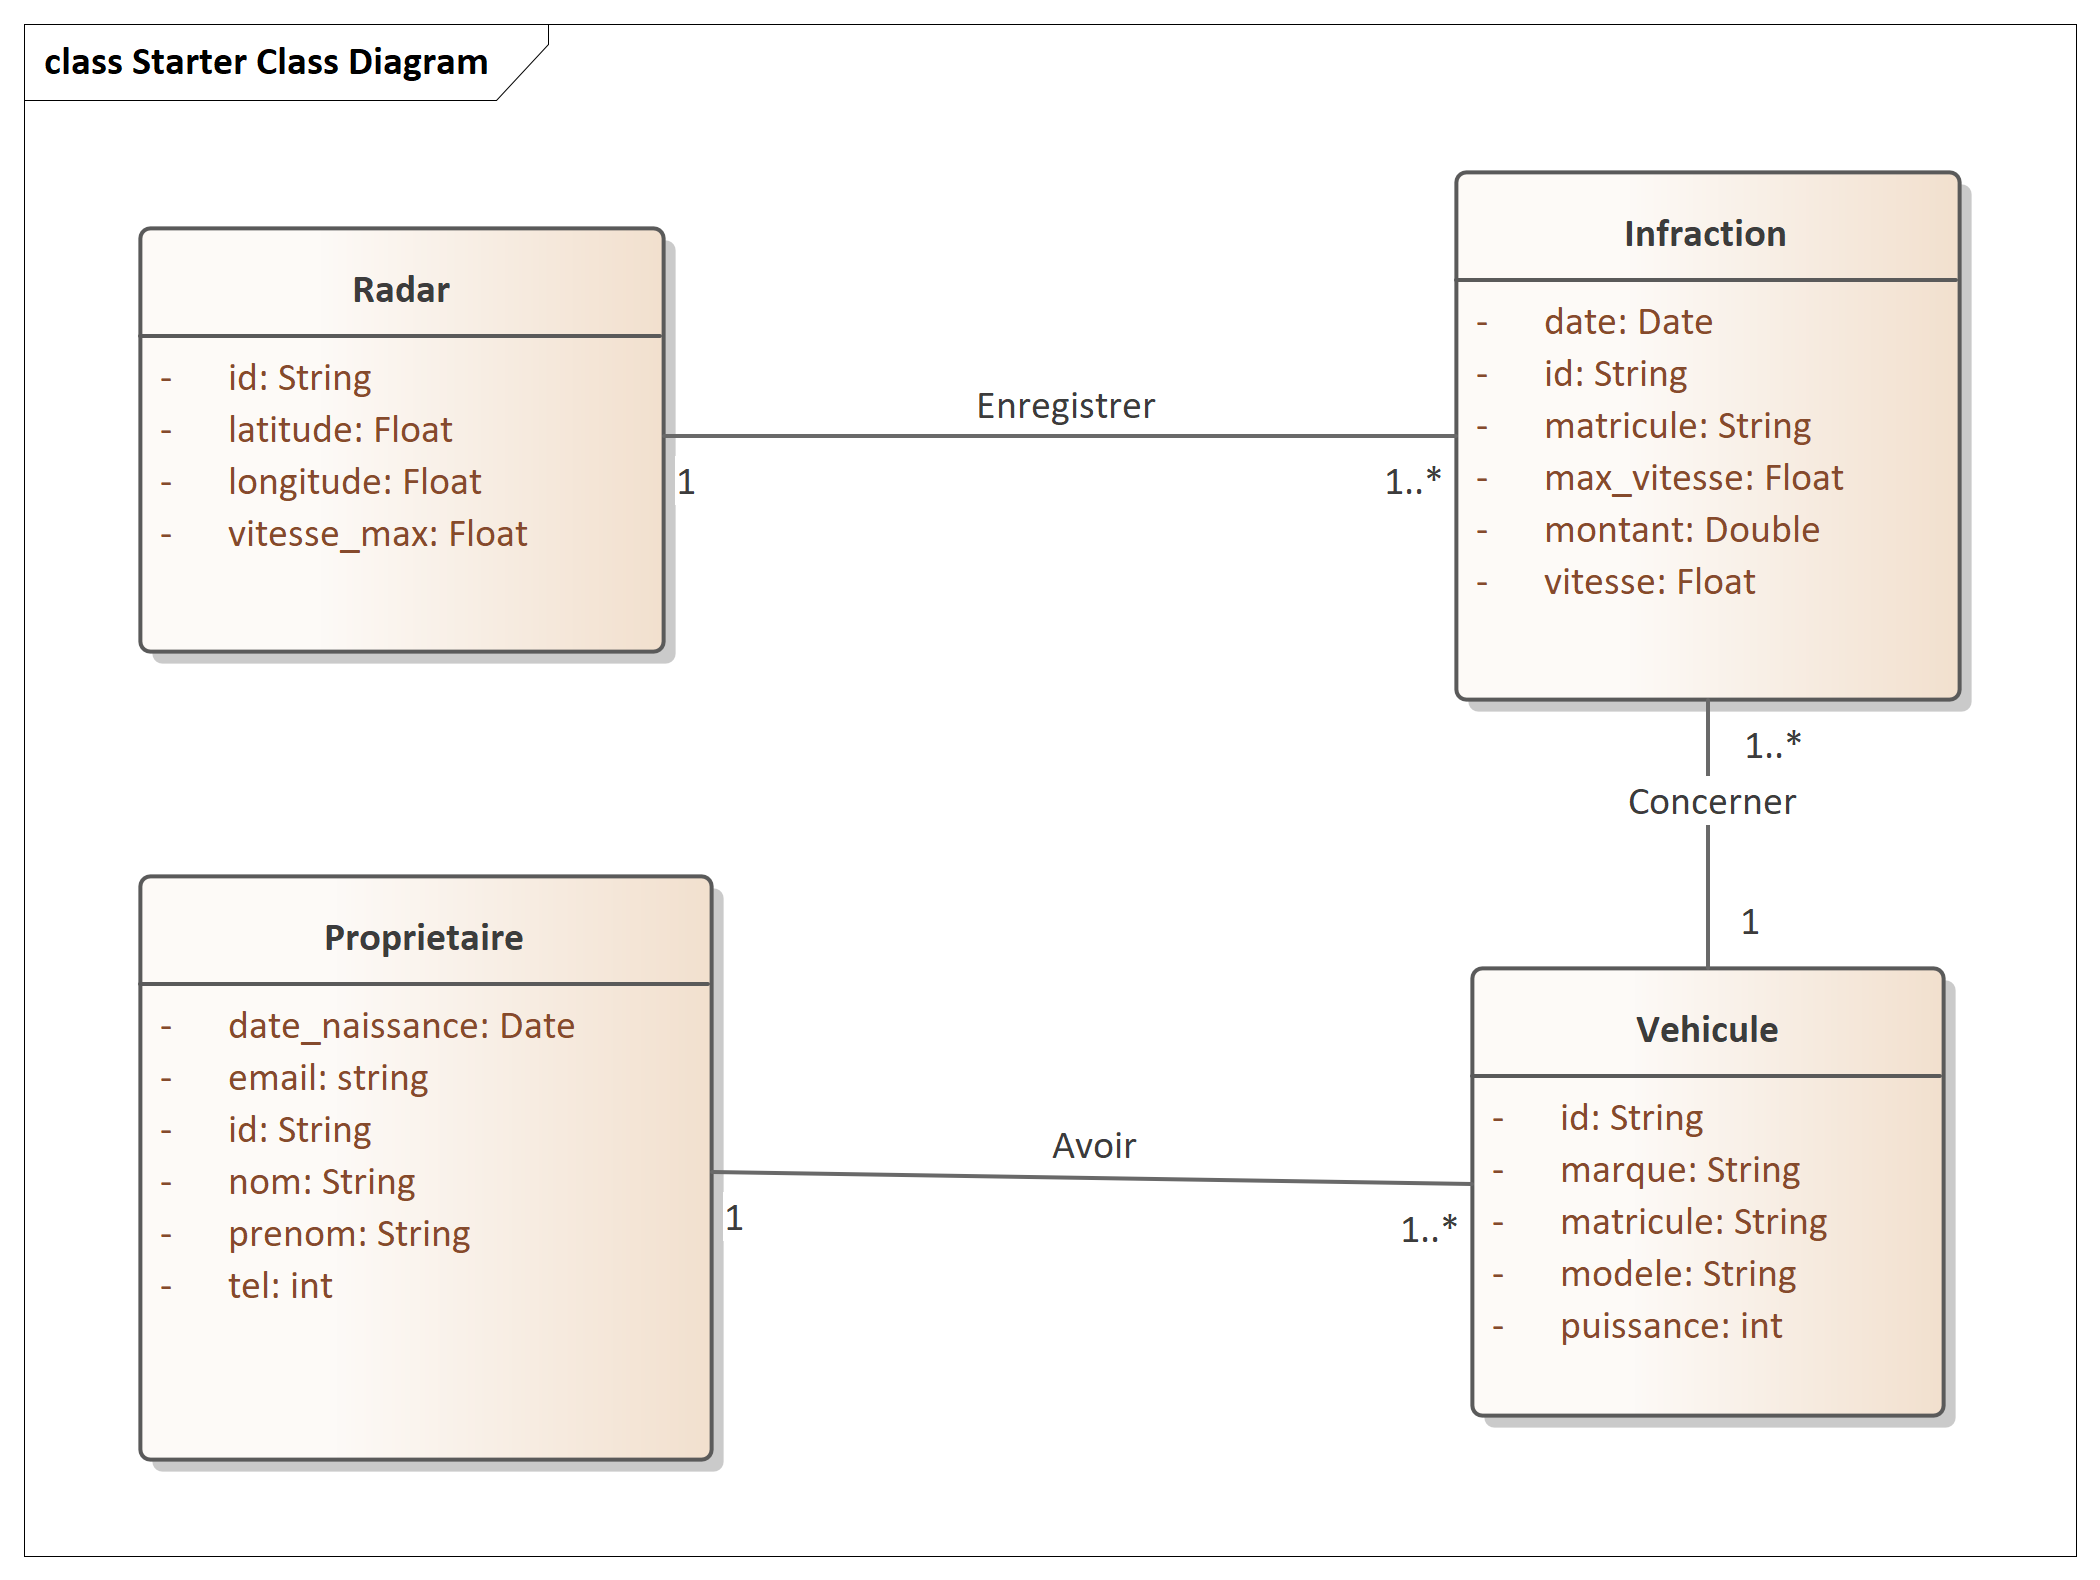 class Starter Class Diagram
Radar
- id: String
- latitude: Float
- longitude: Float
- vitesse_max: Float
Enregistrer
1
1..*
Infraction
- date: Date
- id: String
- matricule: String
- max_vitesse: Float
- montant: Double
- vitesse: Float
1..*
Concerner
1
Proprietaire
- date_naissance: Date
- email: string
- id: String
- nom: String
- prenom: String
- tel: int
Avoir
1
1..*
Vehicule
- id: String
- marque: String
- matricule: String
- modele: String
- puissance: int